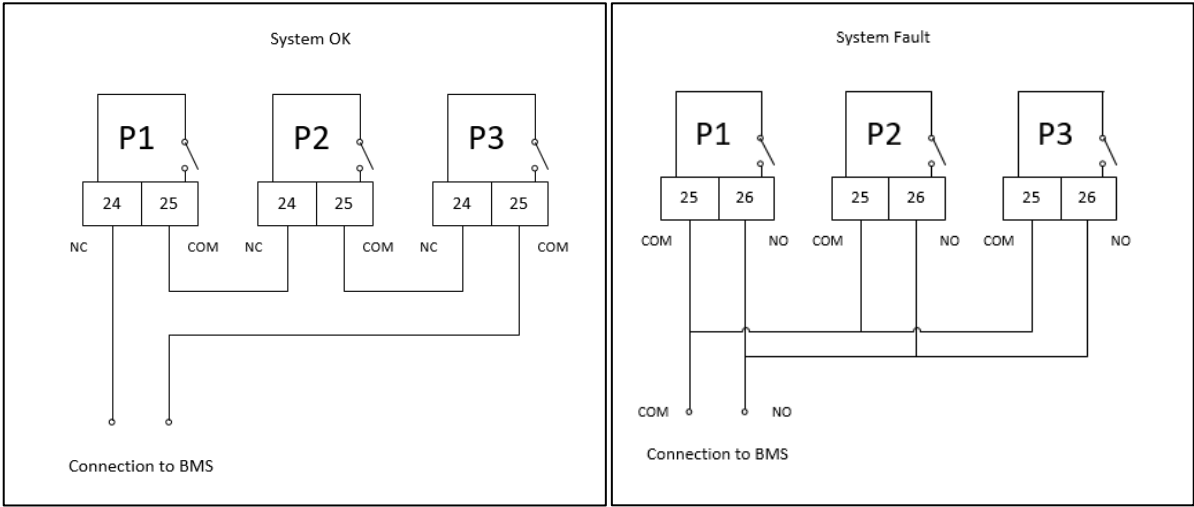 System OK
P1 P2 P3
24 25 24 25 24 25
NC COM NC COM NC COM
Connection to BMS
System Fault
P1 P2 P3
25 26 25 26 25 26
COM NO COM NO COM NO
COM NO
Connection to BMS